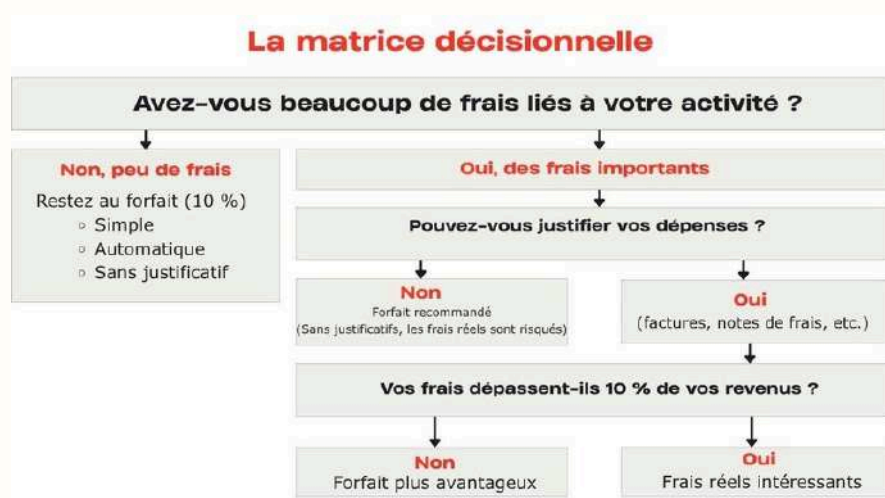 La matrice décisionnelle
Avez-vous beaucoup de frais liés à votre activité ?
Non, peu de frais
Restez au forfait (10 %)
▫ Simple
▫ Automatique
▫ Sans justificatif
Oui, des frais importants
Pouvez-vous justifier vos dépenses ?
Non
Forfait recommandé
(Sans justificatifs, les frais réels sont risqués)
Oui
(factures, notes de frais, etc.)
Vos frais dépassent-ils 10 % de vos revenus ?
Non
Forfait plus avantageux
Oui
Frais réels intéressants